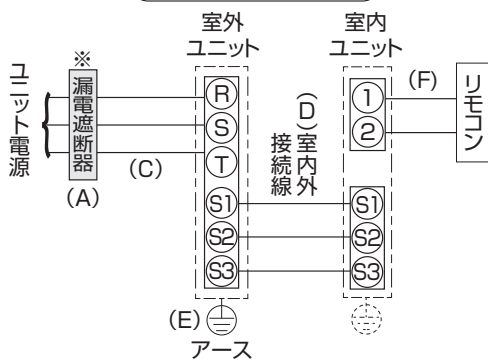 室外
ユニット
室内
ユニット
ユニット電源
※
漏電遮断器
(A)
(C)
R
S
T
S1
S2
S3
(D)室内外
接続線
1
2
S1
S2
S3
(F)
リモコン
(E)
アース